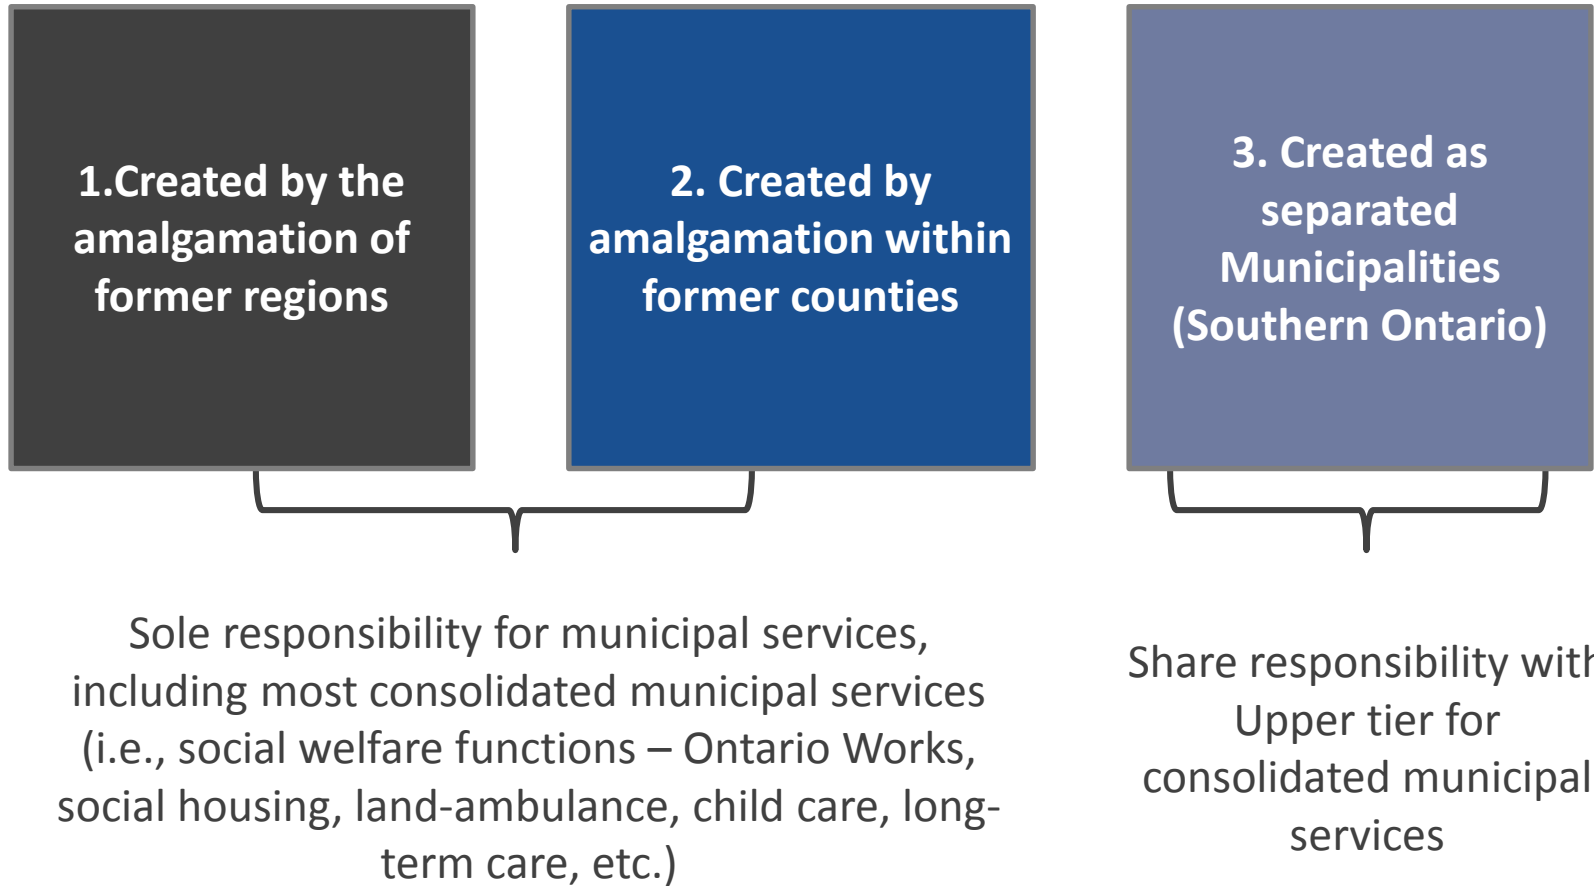 1.Created by the
amalgamation of
former regions
2. Created by
amalgamation within
former counties
3. Created as
separated
Municipalities
(Southern Ontario)
Sole responsibility for municipal services,
including most consolidated municipal services
(i.e., social welfare functions – Ontario Works,
social housing, land-ambulance, child care, long-
term care, etc.)
Share responsibility with
Upper tier for
consolidated municipal
services